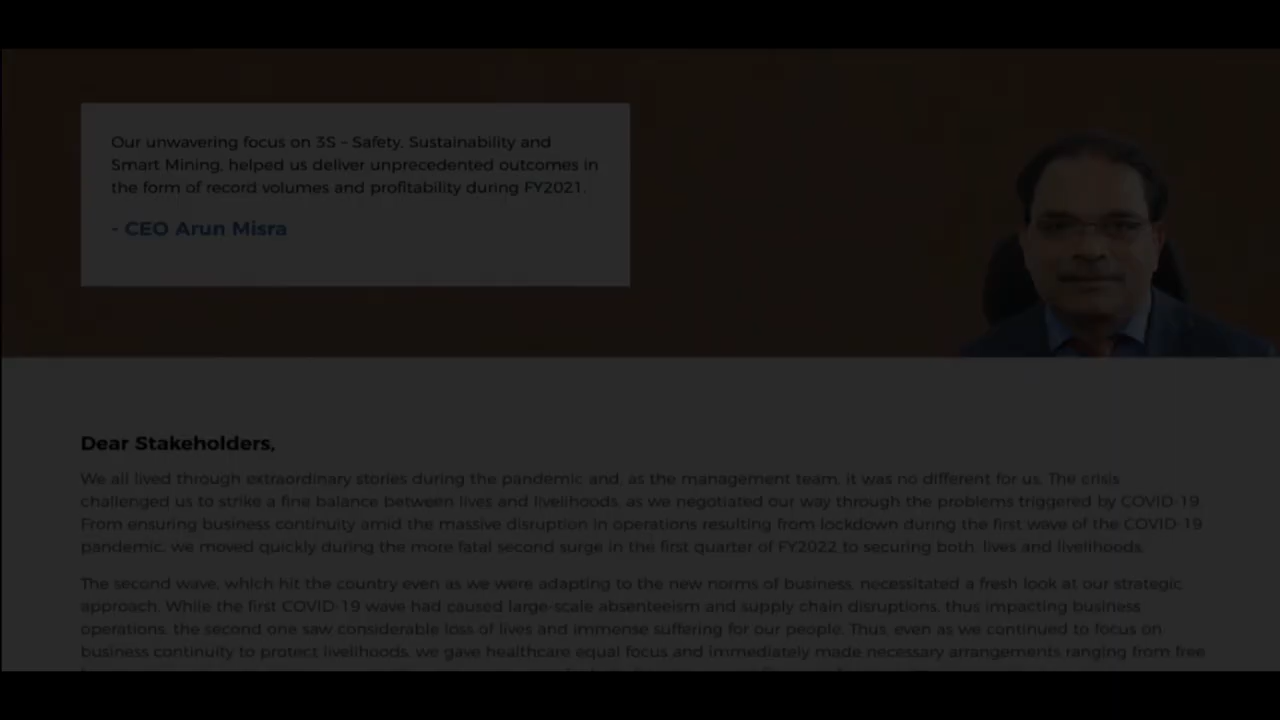 Our unwavering focus on 3S - Safety, Sustainability and
Smart Mining, helped us deliver unprecedented outcomes in
the form of record volumes and profitability during FY2021.
- CEO Arun Misra
Dear Stakeholders,
We all lived through extraordinary stories during the pandemic and, as the management team, it was no different for us. The crisis
challenged us to strike a fine balance between lives and livelihoods, as we negotiated our way through the problems triggered by COVID-19
From ensuring business continuity amid the massive disruption in operations resulting from lockdown during the first wave of the COVID-19
pandemic, we moved quickly during the more fatal second surge in the first quarter of FY2022 to securing both, lives and livelihoods.
The second wave, which hit the country even as we were adapting to the new norms of business, necessitated a fresh look at our strategic
approach. While the first COVID-19 wave had caused large-scale absenteeism and supply chain disruptions, thus impacting business
operations, the second one saw considerable loss of lives and immense suffering for our people. Thus, even as we continued to focus on
business continuity to protect livelihoods, we gave healthcare equal focus and immediately made necessary arrangements ranging from free